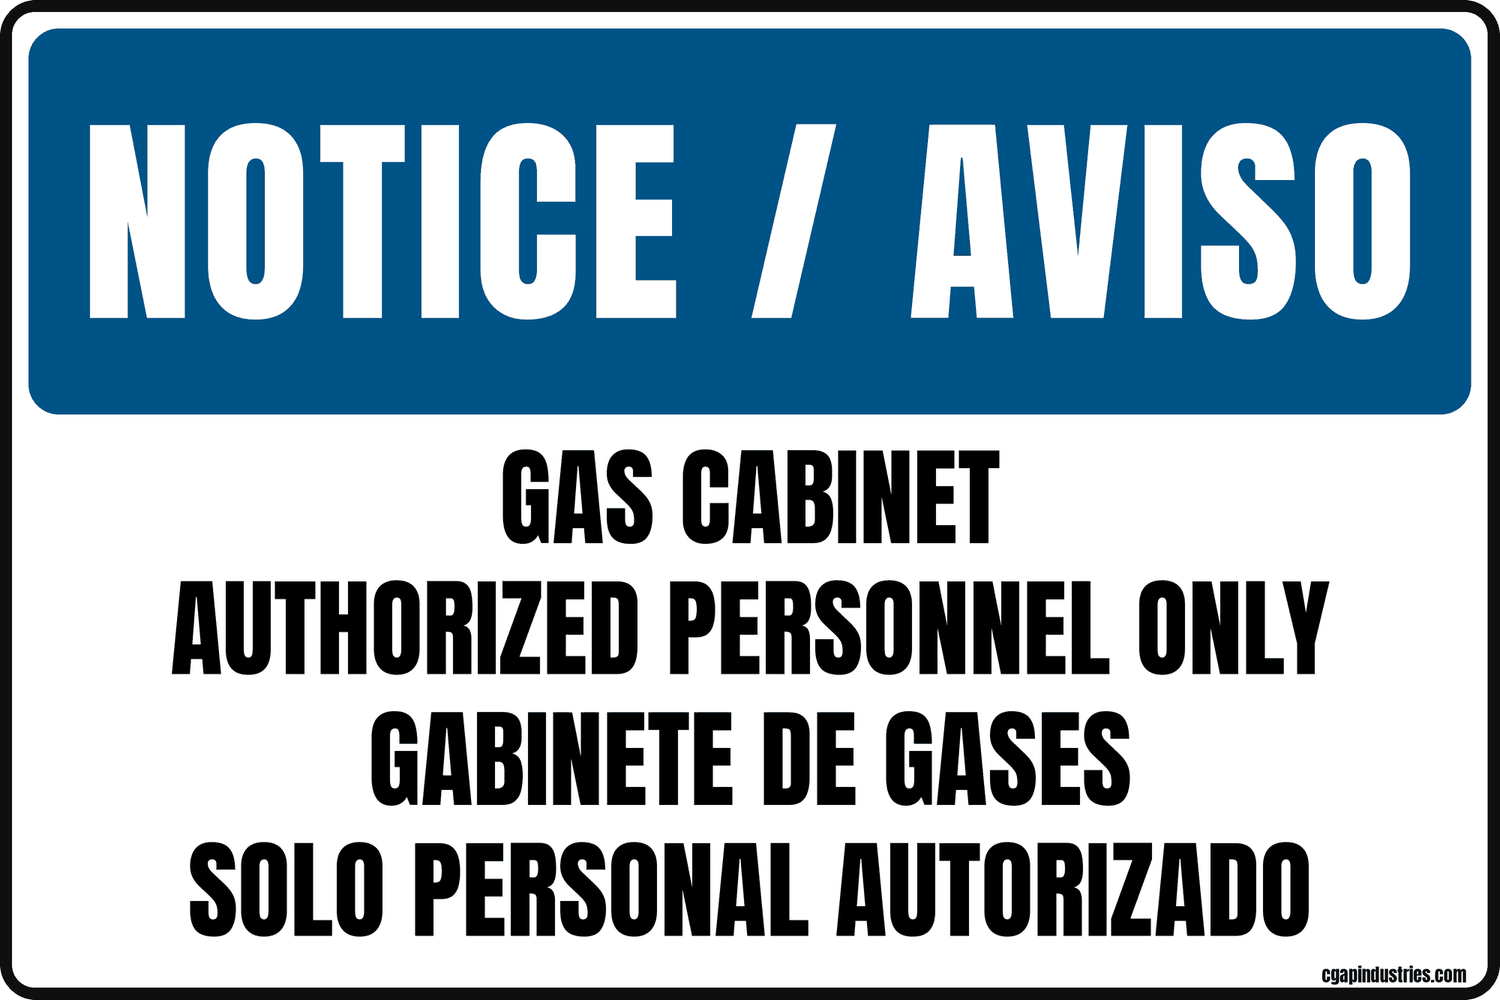 NOTICE / AVISO
GAS CABINET
AUTHORIZED PERSONNEL ONLY
GABINETE DE GASES
SOLO PERSONAL AUTORIZADO
cgapindustries.com